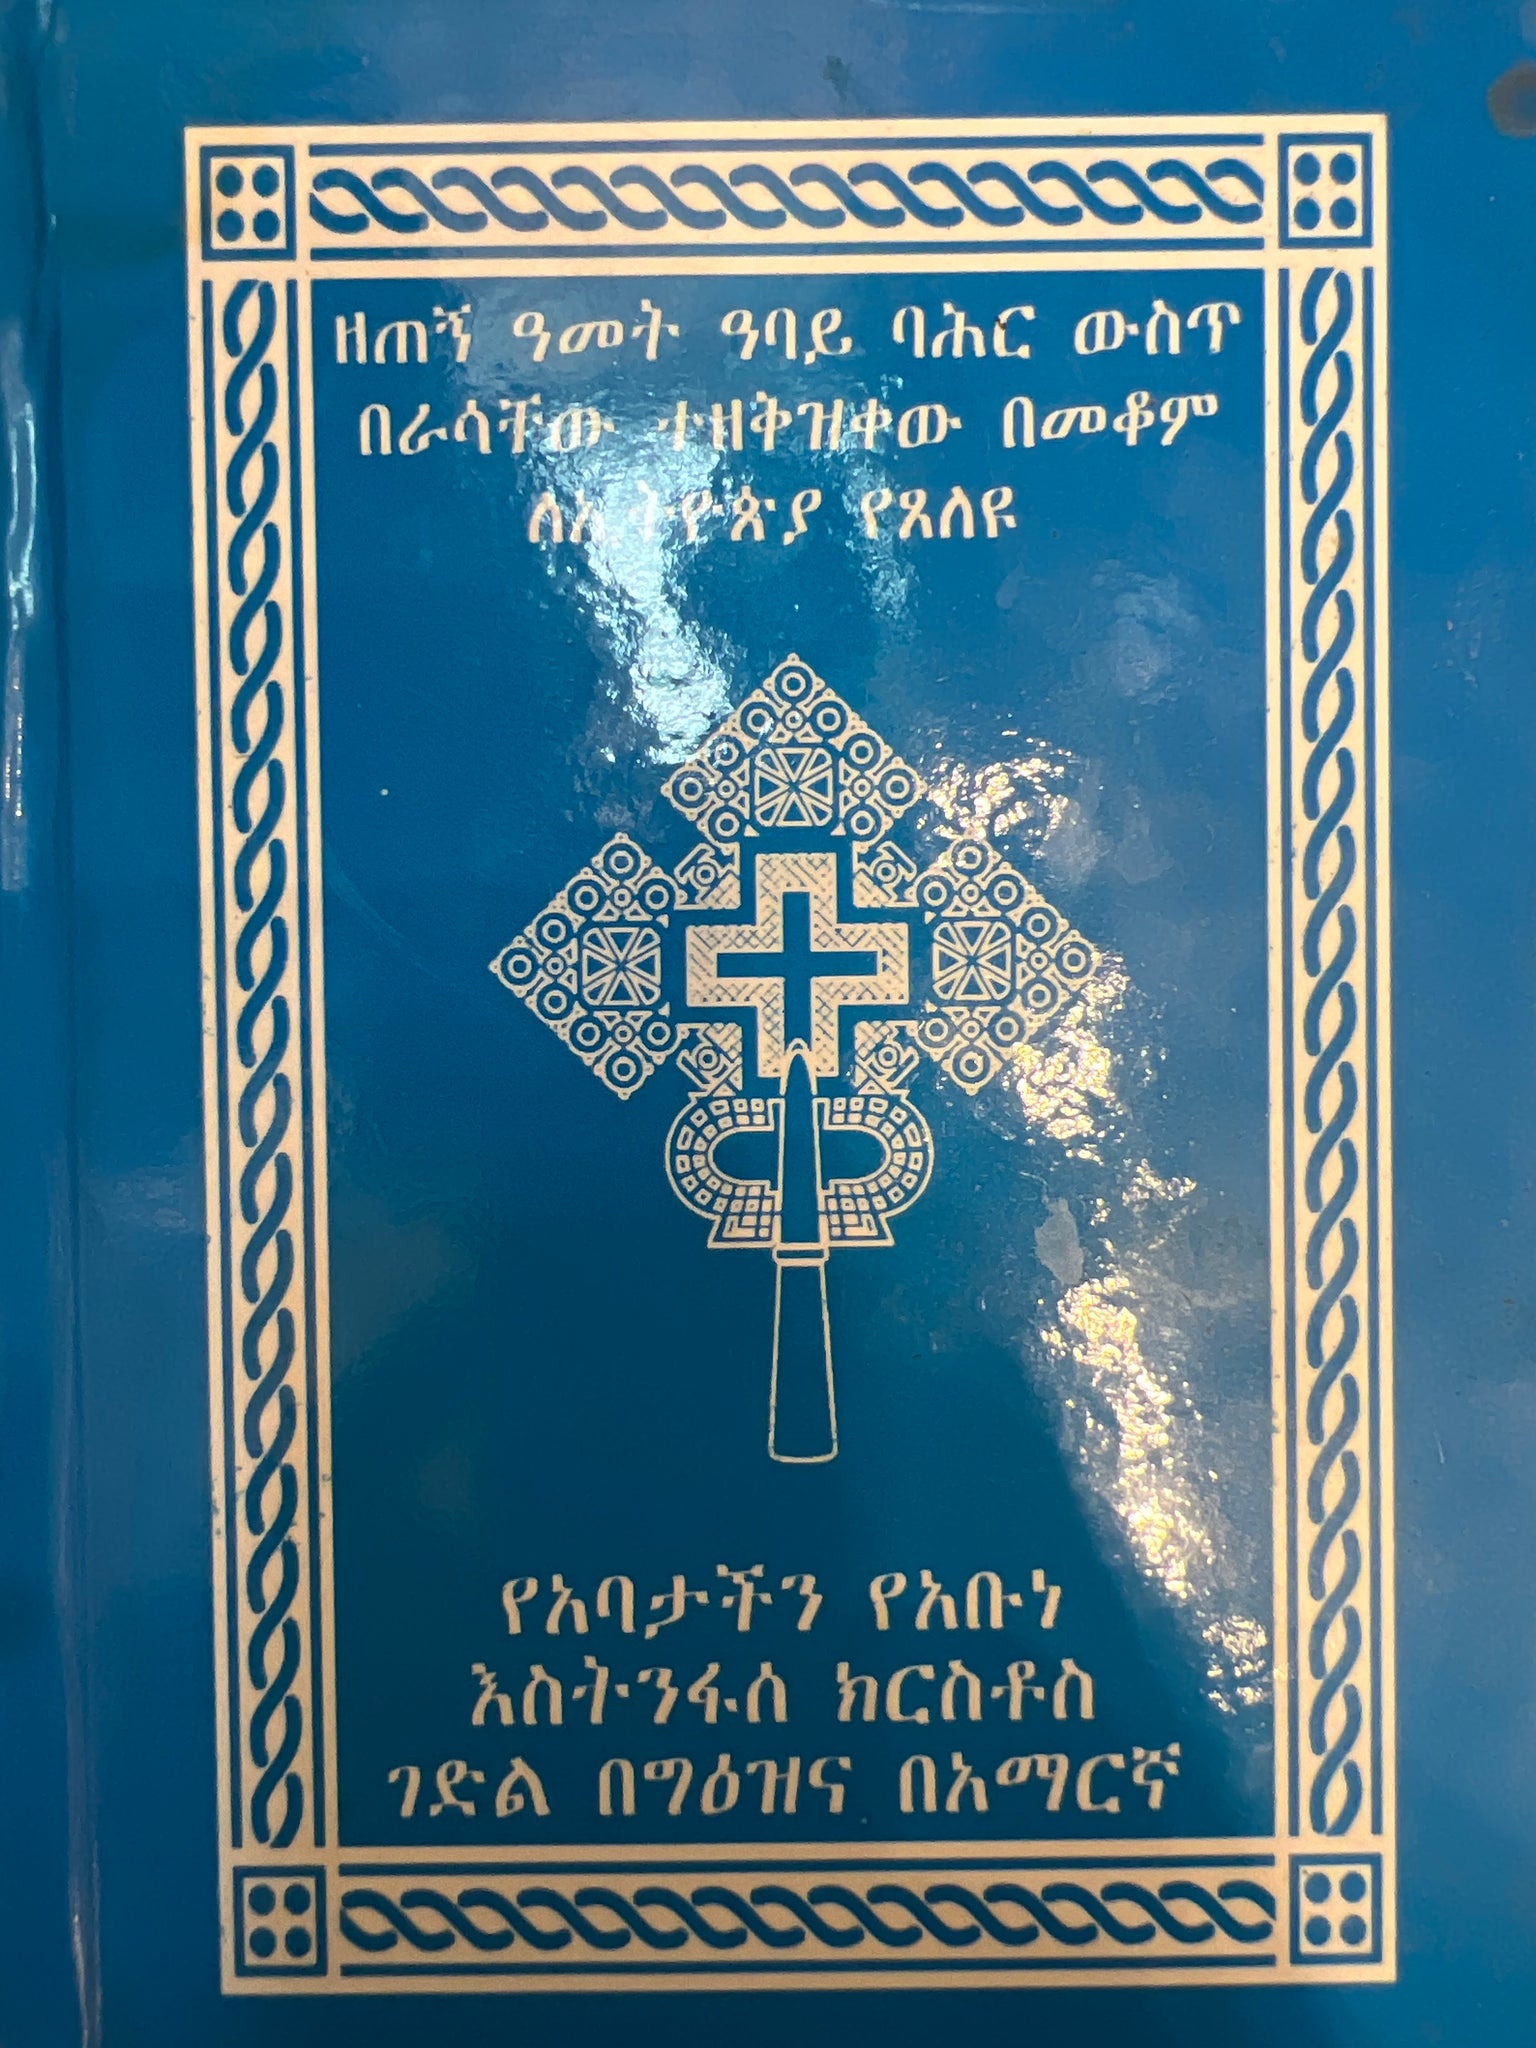 ዘጠኝ ዓመት ዓባይ ባሕር ውስጥ
በራሳቸው ተዘቅዝቀው በመቆም
ለኢትዮጵያ የጸለዩ
የአባታችን የአቡነ
እስትንፋሰ ክርስቶስ
ገድል በግዕዝና በአማርኛ